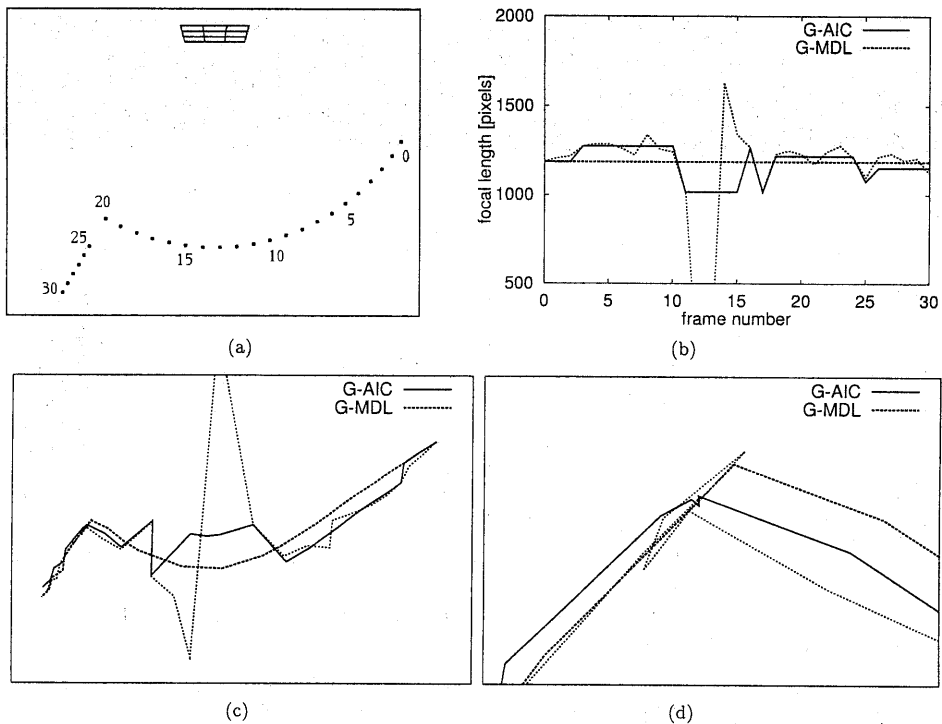 0
5
10
15
20
25
30
(a)
2000
1500
1000
500
focal length [pixels]
G-AIC
G-MDL
0 5 10 15 20 25 30
frame number
(b)
G-AIC
G-MDL
(c)
G-AIC
G-MDL
(d)